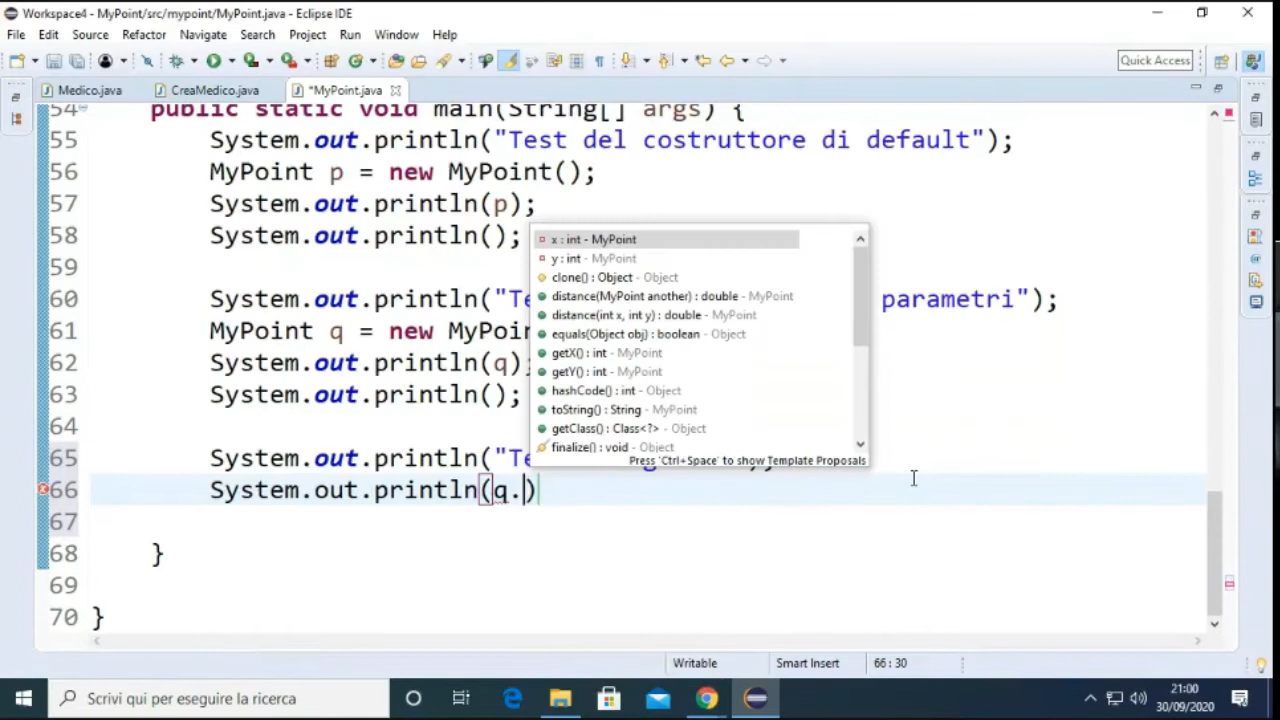 Workspace4 - MyPoint/src/mypoint/MyPoint.java - Eclipse IDE
File Edit Source Refactor Navigate Search Project Run Window Help
Quick Access
Medico.java CreaMedico.java *MyPoint.java
54 public static void main(String[] args) {
55 System.out.println("Test del costruttore di default");
56 MyPoint p = new MyPoint();
57 System.out.println(p);
58 System.out.println();
59
60 System.out.println("Te parametri");
61 MyPoint q = new MyPoin
62 System.out.println(q);
63 System.out.println();
64
65 System.out.println("Te
66 System.out.println(q.)
67
68 }
69
70 }
x : int - MyPoint
y : int - MyPoint
clone() : Object - Object
distance(MyPoint another) : double - MyPoint
distance(int x, int y) : double - MyPoint
equals(Object obj) : boolean - Object
getX() : int - MyPoint
getY() : int - MyPoint
hashCode() : int - Object
toString() : String - MyPoint
getClass() : Class<?> - Object
finalize() : void - Object
Press 'Ctrl+Space' to show Template Proposals
Writable Smart Insert 66 : 30
Scrivi qui per eseguire la ricerca
21:00
30/09/2020